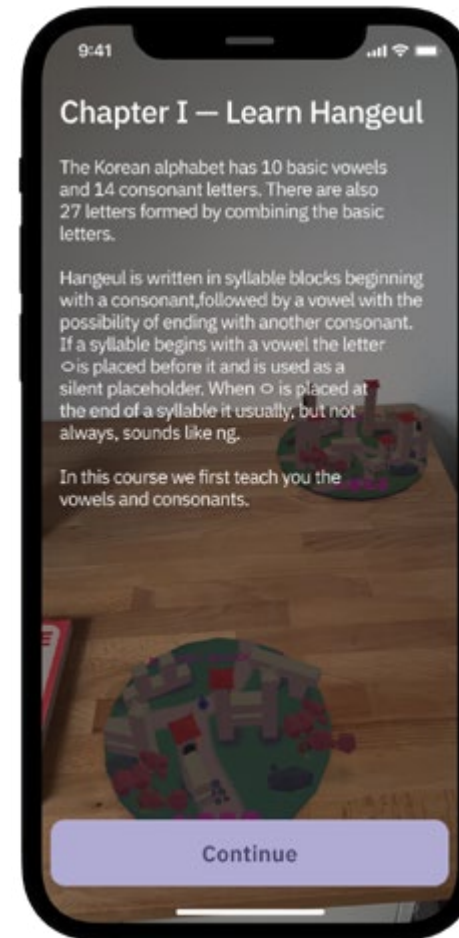 9:41
Chapter I — Learn Hangeul
The Korean alphabet has 10 basic vowels
and 14 consonant letters. There are also
27 letters formed by combining the basic
letters.
Hangeul is written in syllable blocks beginning
with a consonant,followed by a vowel with the
possibility of ending with another consonant.
If a syllable begins with a vowel the letter
ㅇis placed before it and is used as a
silent placeholder. When ㅇ is placed at
the end of a syllable it usually, but not
always, sounds like ng.
In this course we first teach you the
vowels and consonants.
Continue